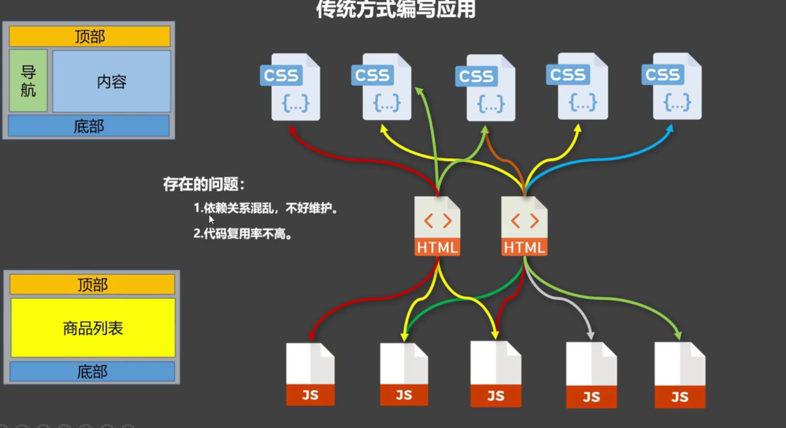 传统方式编写应用
顶部
导航
内容
底部
CSS
{...}
CSS
{...}
CSS
{...}
CSS
{...}
CSS
{...}
存在的问题：
1.依赖关系混乱，不好维护。
2.代码复用率不高。
< >
HTML
< >
HTML
顶部
商品列表
底部
JS
JS
JS
JS
JS